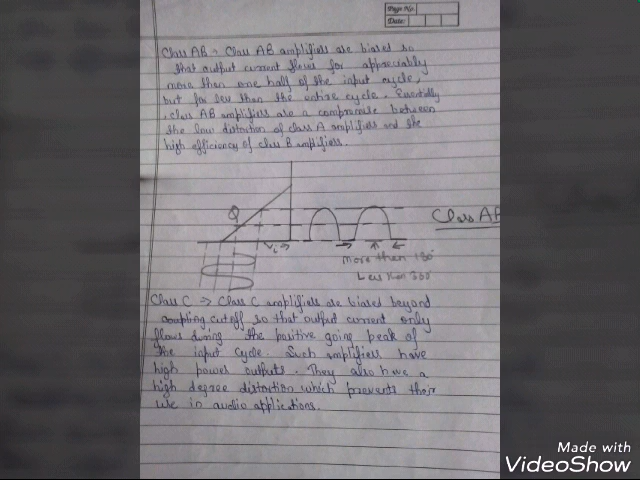 Page No.
Date:
Class AB → Class AB amplifiers are biased so
that output current flows for appreciably
more than one half of the input cycle,
but far less than the entire cycle. Essentially
, class AB amplifiers are a compromise between
the low distortion of class A amplifiers and the
high efficiency of class B amplifiers.
Q
Class AB
Vi →
More then 180°
Less than 360°
Class C → Class C amplifiers are biased beyond
coupling cutoff so that output current only
flows during the positive going peak of
the input cycle. Such amplifiers have
high power outputs. They also have a
high degree distortion which prevents their
use in audio applications.
Made with
VideoShow